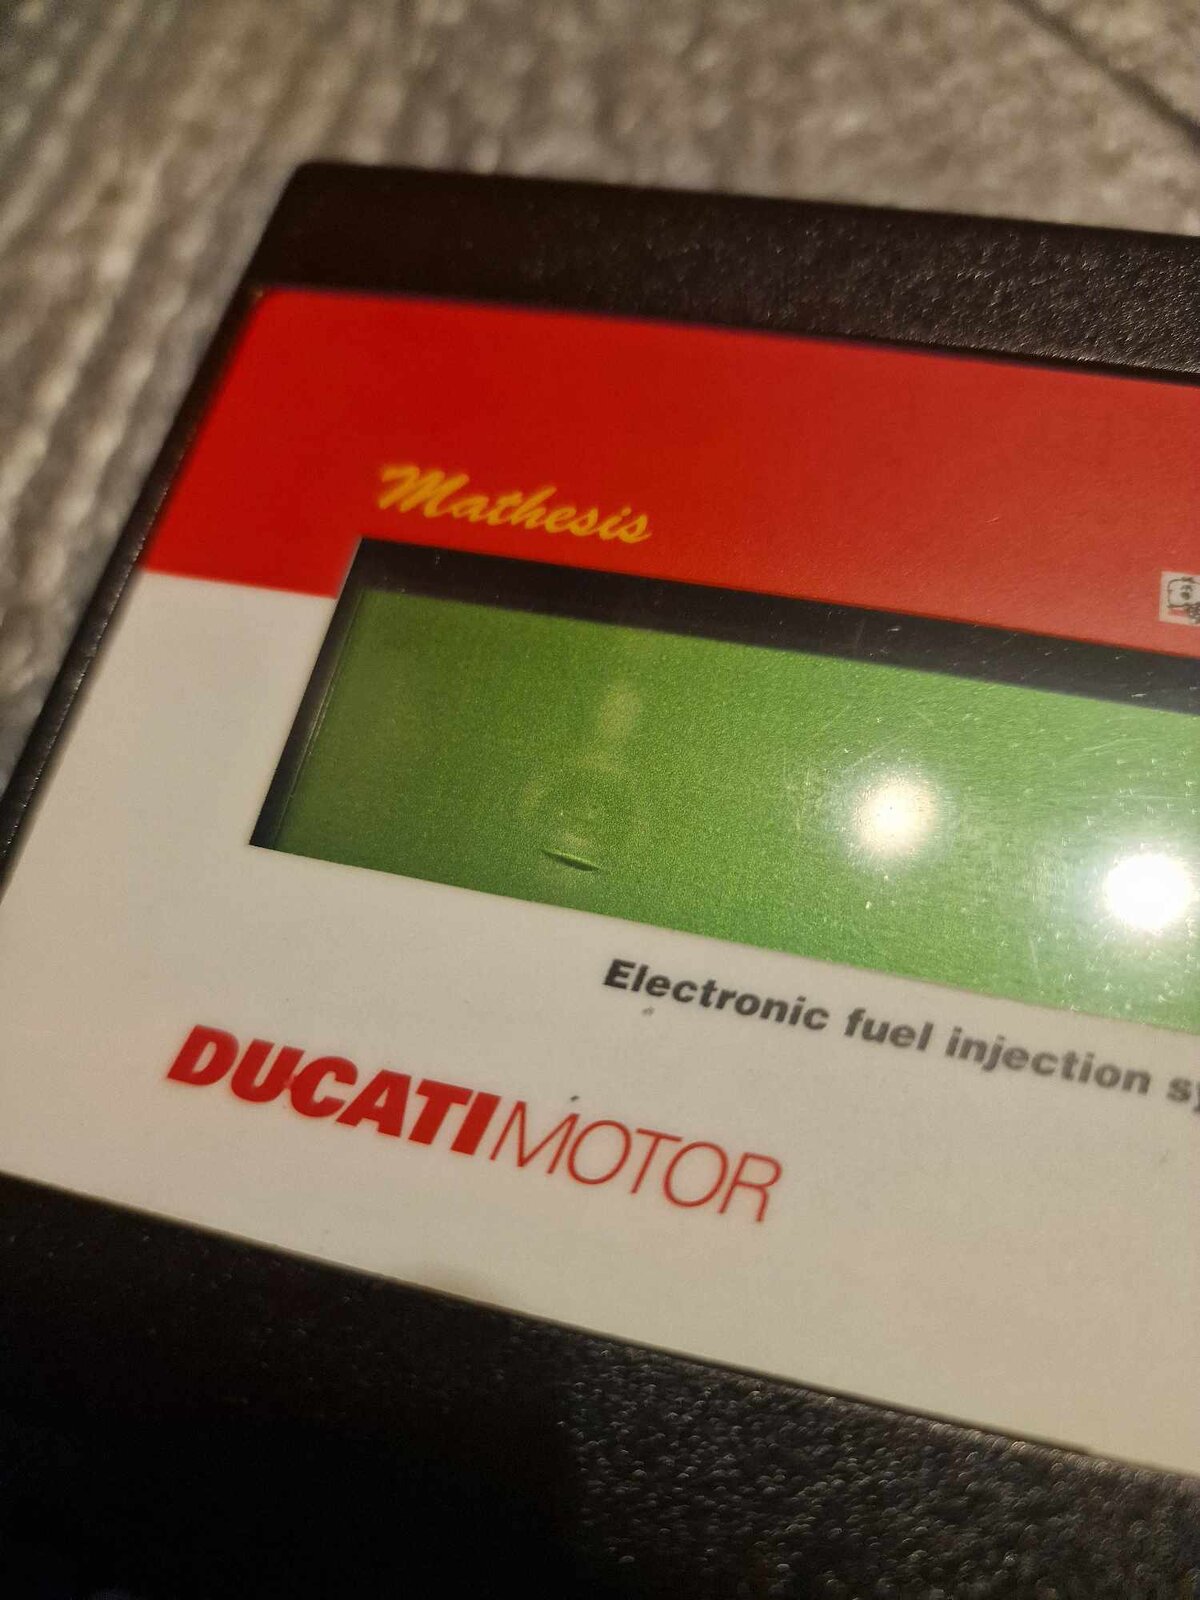 Mathesis
Electronic fuel injection
DUCATIMOTOR